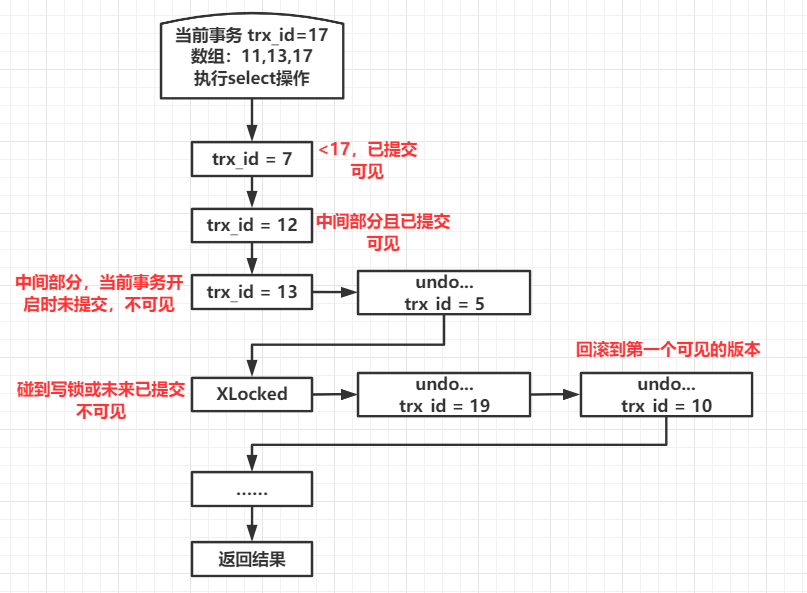 当前事务 trx_id=17
数组：11,13,17
执行select操作
trx_id = 7
<17，已提交
可见
trx_id = 12
中间部分且已提交
可见
中间部分，当前事务开
启时未提交，不可见
trx_id = 13
undo...
trx_id = 5
回滚到第一个可见的版本
碰到写锁或未来已提交
不可见
XLocked
undo...
trx_id = 19
undo...
trx_id = 10
......
返回结果